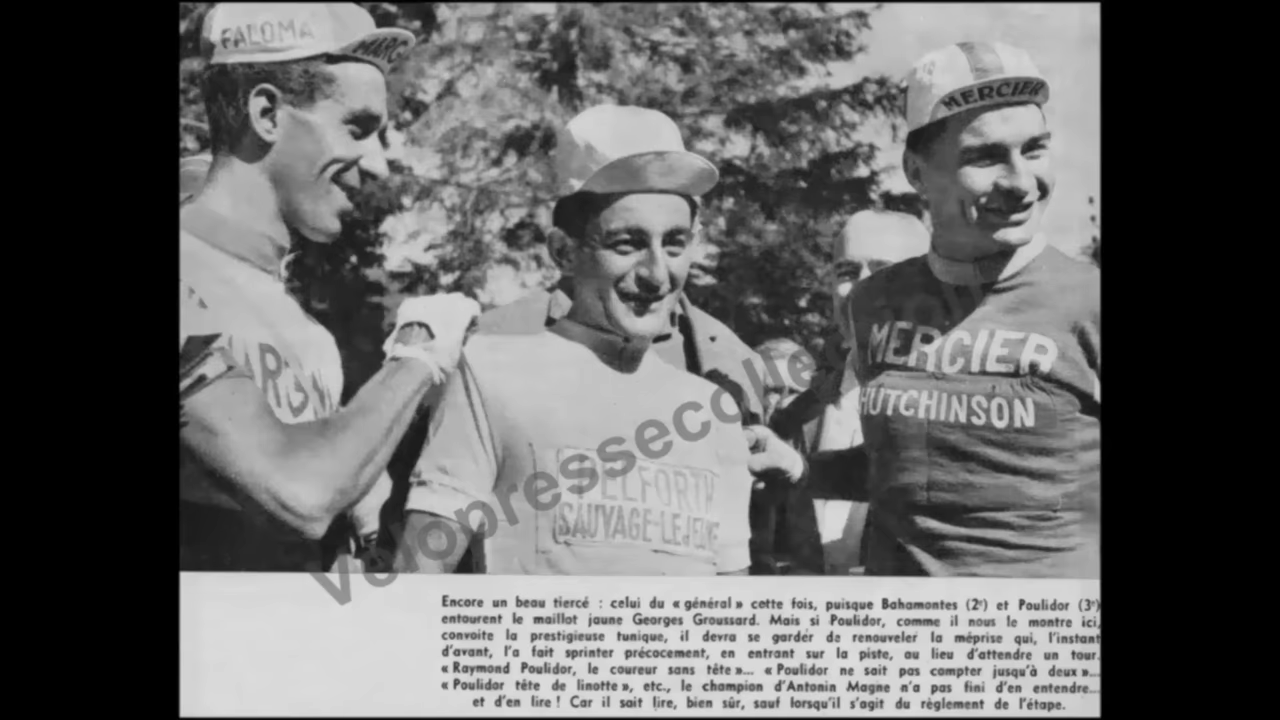 PALOMA
MARG
MERCIER
MERCIER
HUTCHINSON
PELFORTH
SAUVAGE-LEJEUNE
Velopressecolle
Encore un beau tiercé : celui du « général » cette fois, puisque Bahamontes (2e) et Poulidor (3e)
entourent le maillot jaune Georges Groussard. Mais si Poulidor, comme il nous le montre ici,
convoite la prestigieuse tunique, il devra se garder de renouveler la méprise qui, l'instant
d'avant, l'a fait sprinter précocement, en entrant sur la piste, au lieu d'attendre un tour.
« Raymond Poulidor, le coureur sans tête »... « Poulidor ne sait pas compter jusqu'à deux »...
« Poulidor tête de linotte », etc., le champion d'Antonin Magne n'a pas fini d'en entendre...
et d'en lire ! Car il sait lire, bien sûr, sauf lorsqu'il s'agit du règlement de l'étape.